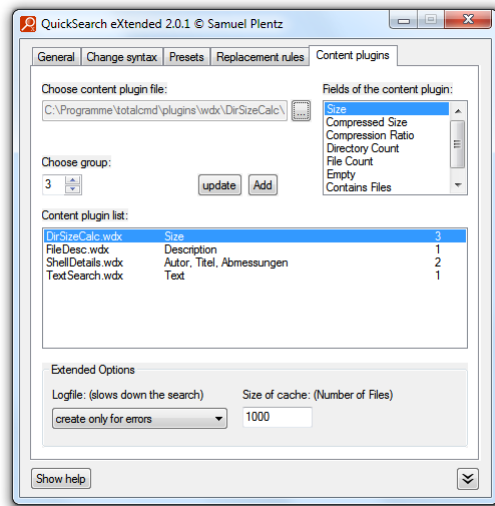 QuickSearch eXtended 2.0.1 © Samuel Plentz
General Change syntax Presets Replacement rules Content plugins
Choose content plugin file:
Fields of the content plugin:
C:\Programme\totalcmd\plugins\wdx\DirSizeCalc\
...
Size
Compressed Size
Compression Ratio
Directory Count
File Count
Empty
Contains Files
Choose group:
3
update Add
Content plugin list:
DirSizeCalc.wdx Size 3
FileDesc.wdx Description 1
ShellDetails.wdx Autor, Titel, Abmessungen 2
TextSearch.wdx Text 1
Extended Options
Logfile: (slows down the search) Size of cache: (Number of Files)
create only for errors 1000
Show help